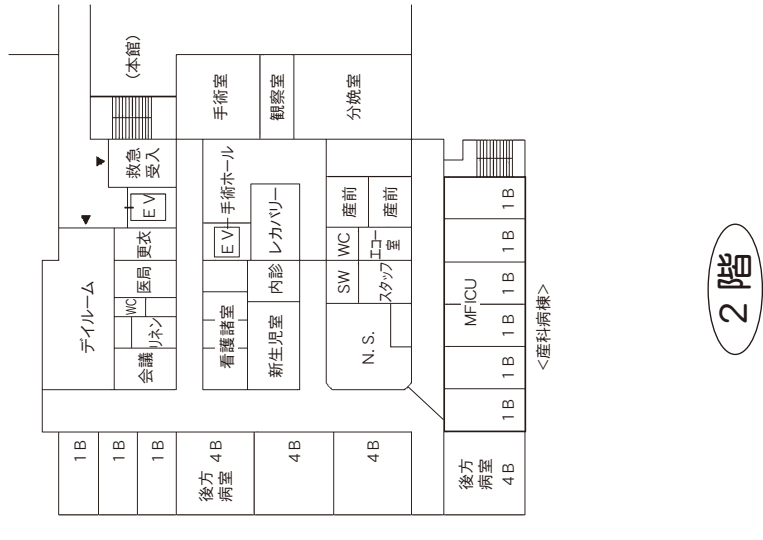 (本館)
手術室
観察室
分娩室
救急
受入
手術ホール
EV
更衣
医局
WC
リネン
会議
デイルーム
EV
レカバリー
内診
看護諸室
新生児室
産前
産前
WC
エコー
室
SW
スタッフ
N.S.
MFICU
1B
1B
1B
1B
1B
1B
<産科病棟>
1B
1B
1B
後方
病室
4B
4B
4B
後方
病室
4B
2階